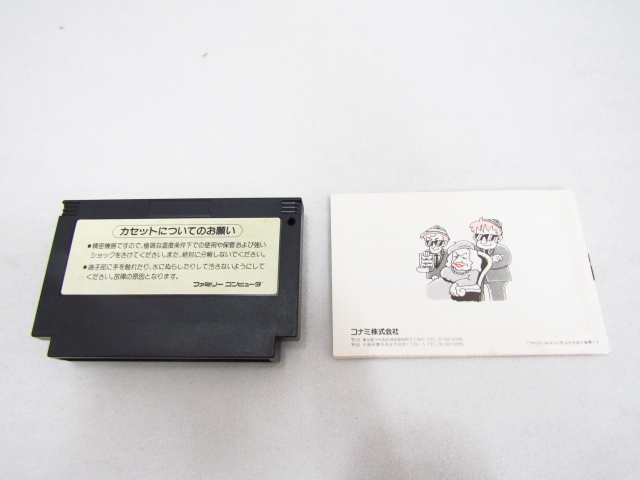 カセットについてのお願い
●精密機器ですので、極端な温度条件下での使用や保管および強い
ショックをさけてください。また、絶対に分解しないでください。
●端子部に手を触れたり、水にぬらしたりして汚さないようにして
ください。故障の原因となります。
ファミリー コンピュータ
コナミ株式会社